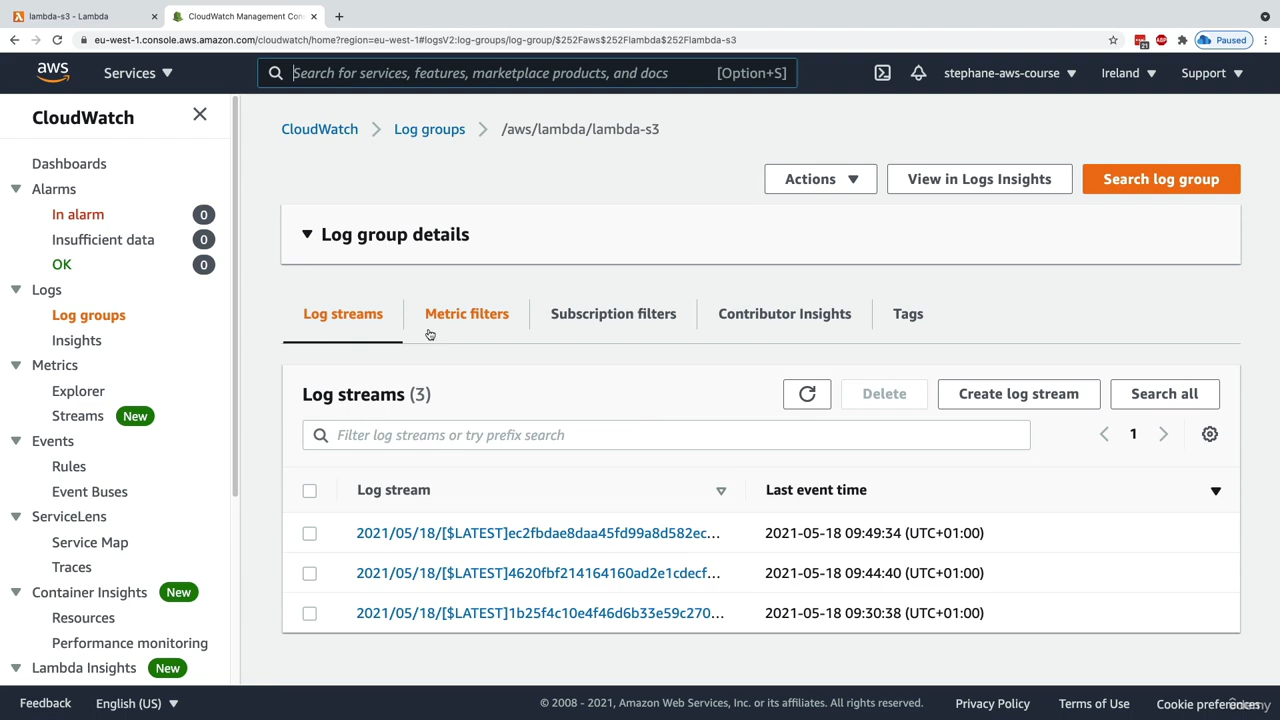 lambda-s3 - Lambda
CloudWatch Management Con
eu-west-1.console.aws.amazon.com/cloudwatch/home?region=eu-west-1#logsV2:log-groups/log-group/$252Faws$252Flambda$252Flambda-s3
21
ABP
Paused
aws
Services
Search for services, features, marketplace products, and docs
[Option+S]
stephane-aws-course
Ireland
Support
CloudWatch
Dashboards
Alarms
In alarm 0
Insufficient data 0
OK 0
Logs
Log groups
Insights
Metrics
Explorer
Streams New
Events
Rules
Event Buses
ServiceLens
Service Map
Traces
Container Insights New
Resources
Performance monitoring
Lambda Insights New
CloudWatch
Log groups
/aws/lambda/lambda-s3
Actions
View in Logs Insights
Search log group
Log group details
Log streams
Metric filters
Subscription filters
Contributor Insights
Tags
Log streams (3)
Delete
Create log stream
Search all
Filter log streams or try prefix search
1
Log stream
Last event time
2021/05/18/[$LATEST]ec2fbdae8daa45fd99a8d582ec...
2021-05-18 09:49:34 (UTC+01:00)
2021/05/18/[$LATEST]4620fbf214164160ad2e1cdecf...
2021-05-18 09:44:40 (UTC+01:00)
2021/05/18/[$LATEST]1b25f4c10e4f46d6b33e59c270...
2021-05-18 09:30:38 (UTC+01:00)
Feedback
English (US)
© 2008 - 2021, Amazon Web Services, Inc. or its affiliates. All rights reserved.
Privacy Policy
Terms of Use
Cookie preferences